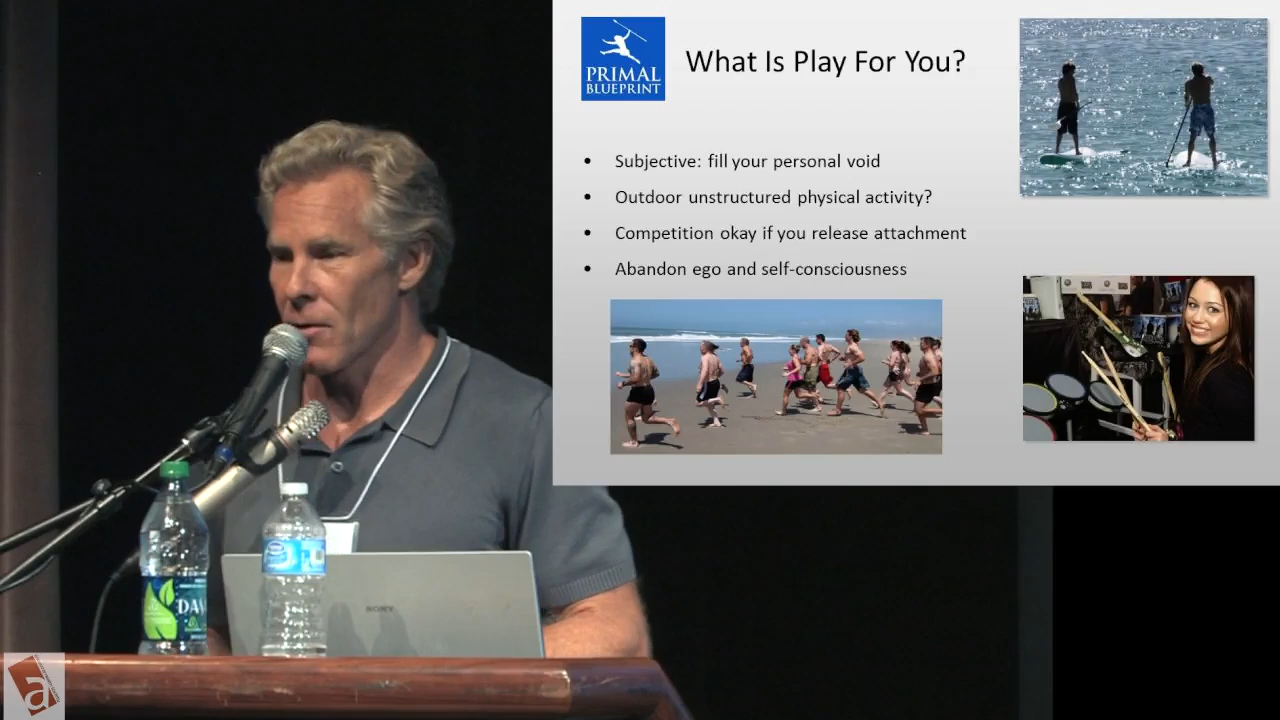 PRIMAL
BLUEPRINT
What Is Play For You?
• Subjective: fill your personal void
• Outdoor unstructured physical activity?
• Competition okay if you release attachment
• Abandon ego and self-consciousness
SONY
DA
a